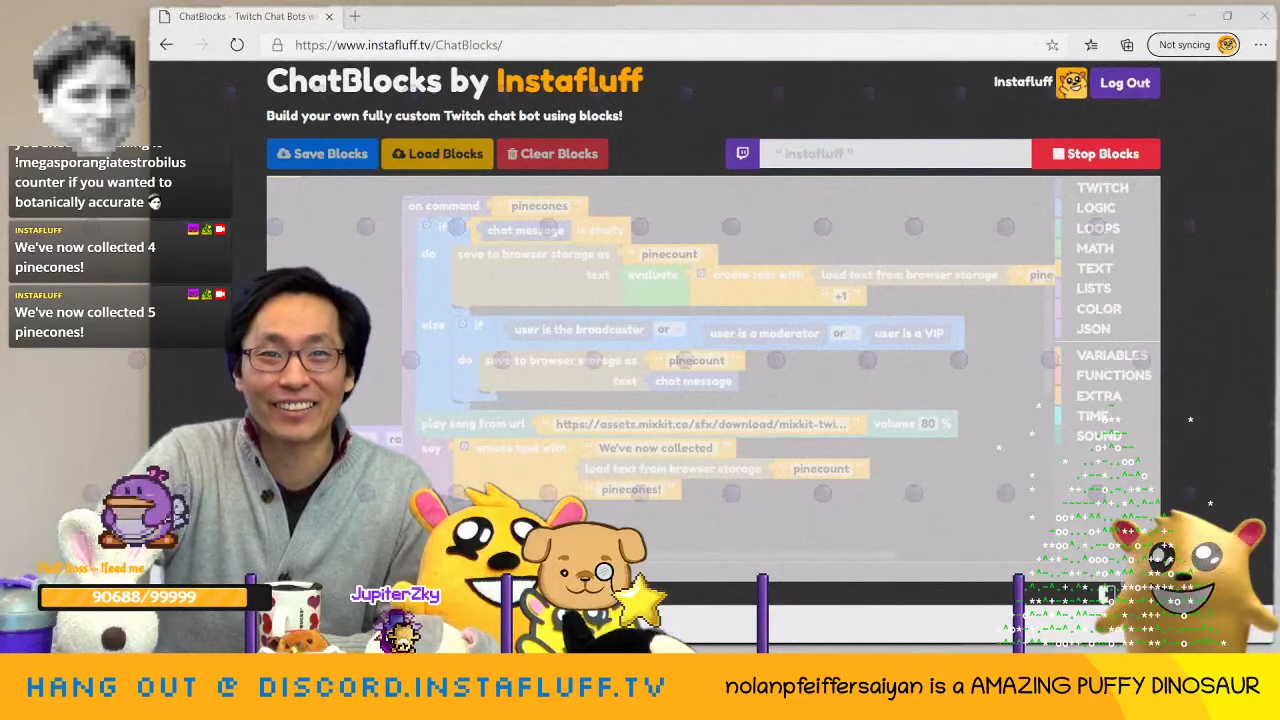 ChatBlocks - Twitch Chat Bots w
https://www.instafluff.tv/ChatBlocks/
Not syncing
ChatBlocks by Instafluff
Instafluff
Log Out
Build your own fully custom Twitch chat bot using blocks!
Save Blocks
Load Blocks
Clear Blocks
" instafluff "
Stop Blocks
!megasporangiatestrobilus
counter if you wanted to
botanically accurate
INSTAFLUFF
We've now collected 4
pinecones!
INSTAFLUFF
We've now collected 5
pinecones!
on command " pinecones "
if chat message is empty
do save to browser storage as " pinecount "
text evaluate create text with load text from browser storage " pine
" +1 "
else if user is the broadcaster or user is a moderator or user is a VIP
do save to browser storage as " pinecount "
text chat message
play song from url " https://assets.mixkit.co/sfx/download/mixkit-twi... " volume 80 %
say create text with " We've now collected "
load text from browser storage " pinecount "
" pinecones! "
TWITCH
LOGIC
LOOPS
MATH
TEXT
LISTS
COLOR
JSON
VARIABLES
FUNCTIONS
EXTRA
TIME
SOUND
90688/99999
JupiterZky
HANG OUT @ DISCORD.INSTAFLUFF.TV
nolanpfeiffersaiyan is a AMAZING PUFFY DINOSAUR